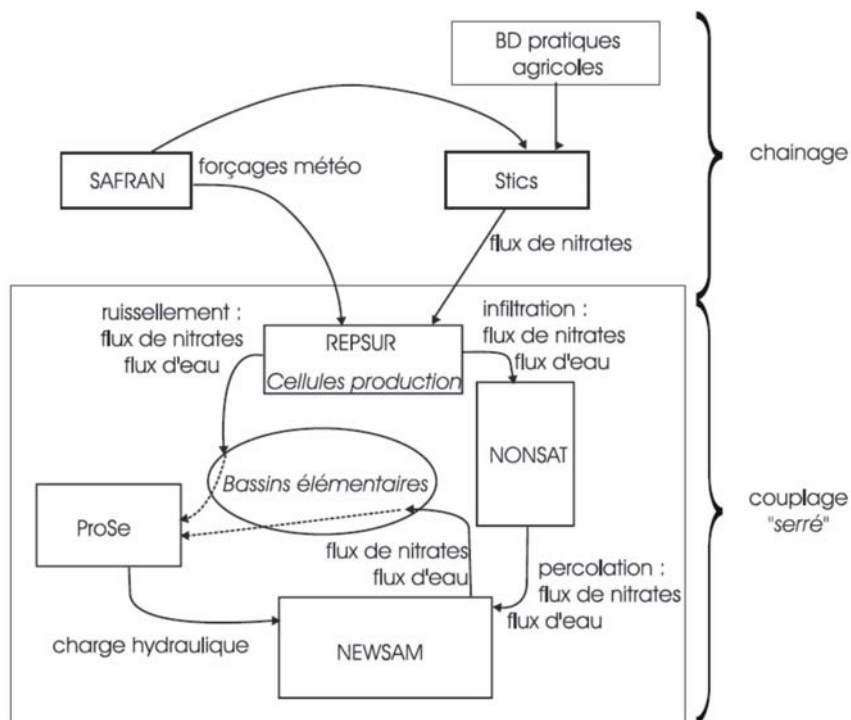 BD pratiques
agricoles
chainage
SAFRAN
forçages météo
Stics
flux de nitrates
ruissellement :
flux de nitrates
flux d'eau
infiltration :
flux de nitrates
flux d'eau
REPSUR
Cellules production
NONSAT
Bassins élémentaires
couplage
"serré"
ProSe
flux de nitrates
flux d'eau
percolation :
flux de nitrates
flux d'eau
charge hydraulique
NEWSAM